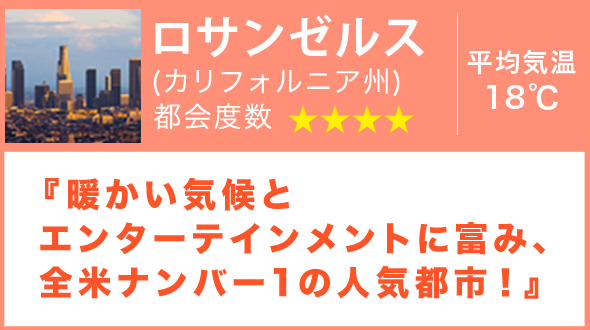 ロサンゼルス
(カリフォルニア州)
都会度数 ★★★★
平均気温
18℃
『暖かい気候と
エンターテインメントに富み、
全米ナンバー1の人気都市！』